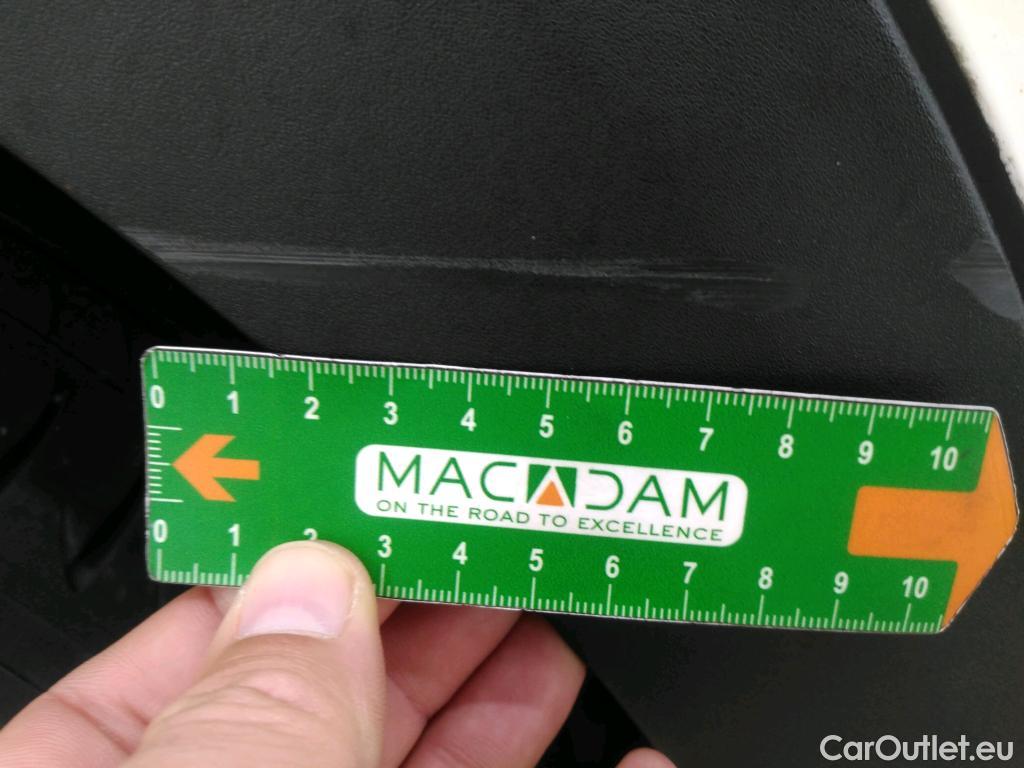 0 1 2 3 4 5 6 7 8 9 10
MACADAM
ON THE ROAD TO EXCELLENCE
0 1 2 3 4 5 6 7 8 9 10
CarOutlet.eu